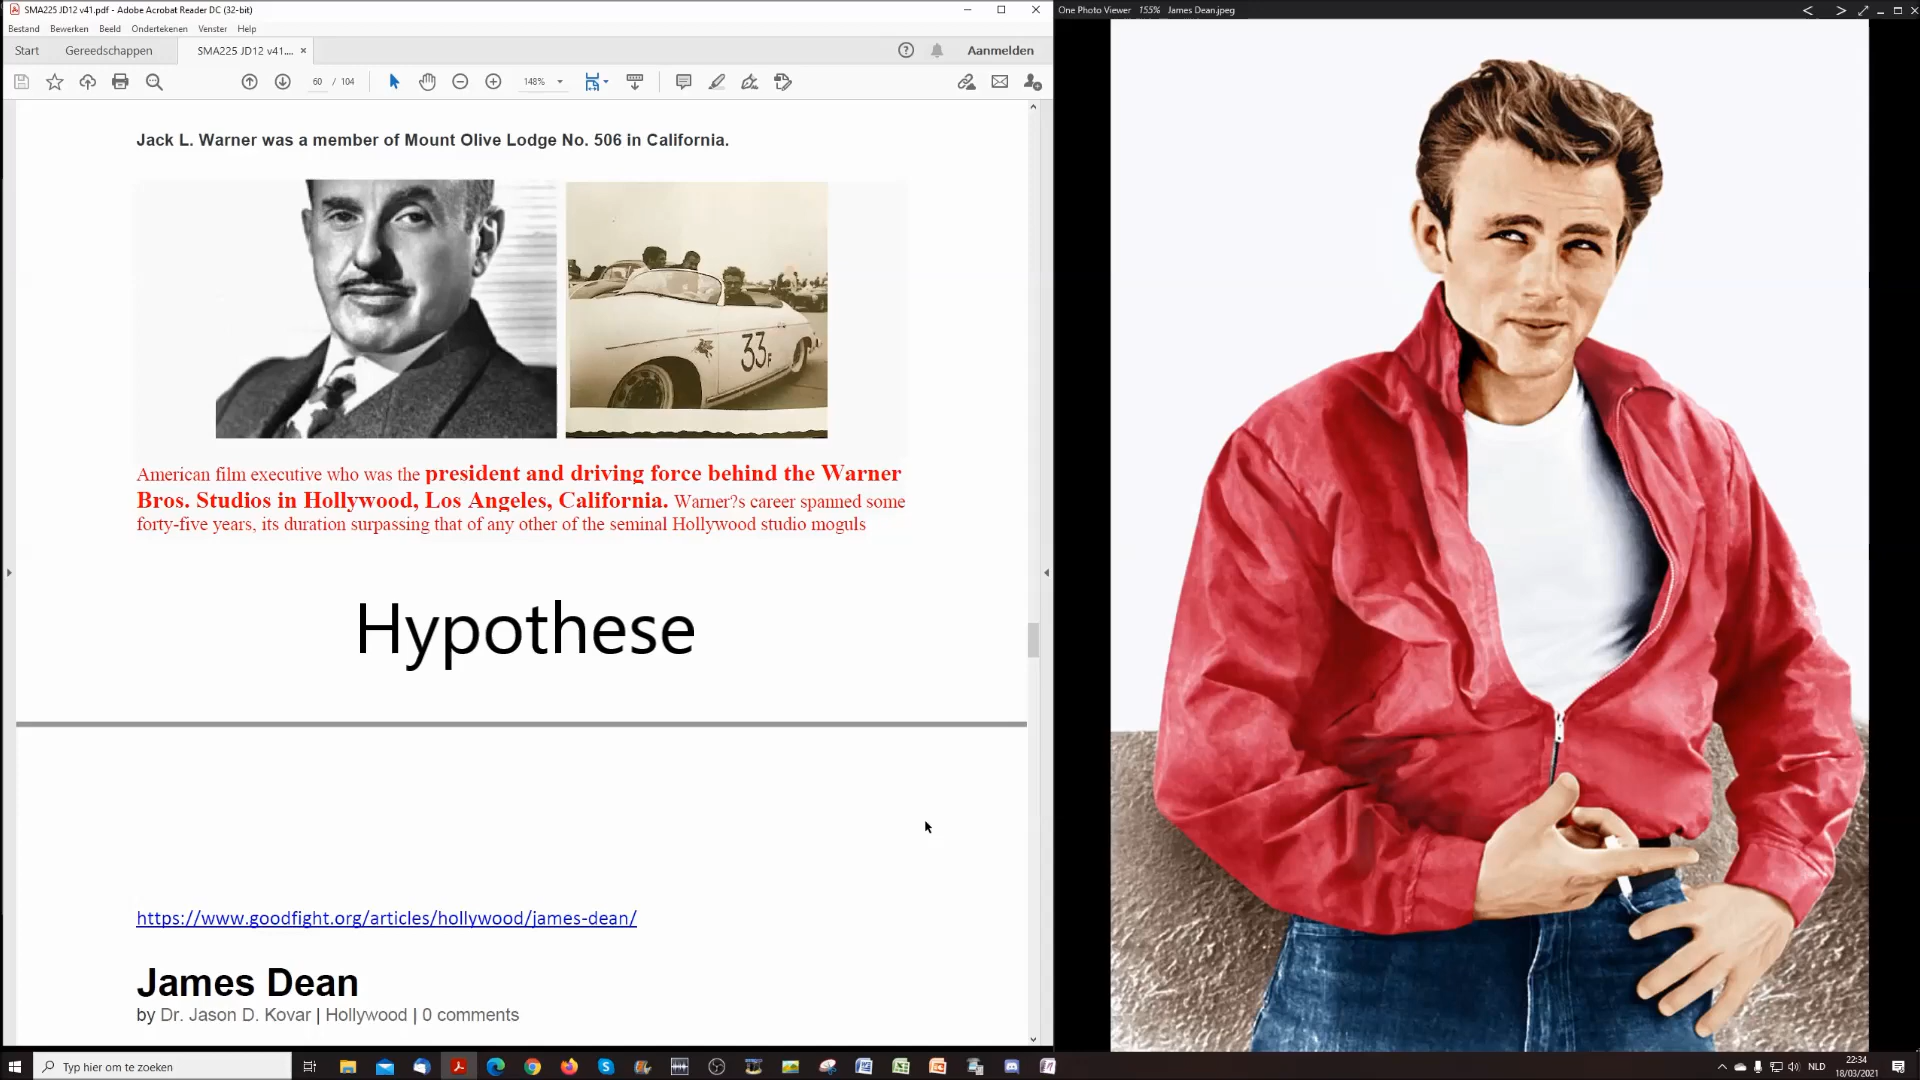 SMA225 JD12 v41.pdf - Adobe Acrobat Reader DC (32-bit)
Bestand Bewerken Beeld Ondertekenen Venster Help
Start Gereedschappen SMA225 JD12 v41.... × Aanmelden
60 / 104 148%
Jack L. Warner was a member of Mount Olive Lodge No. 506 in California.
33F
American film executive who was the president and driving force behind the Warner
Bros. Studios in Hollywood, Los Angeles, California. Warner?s career spanned some
forty-five years, its duration surpassing that of any other of the seminal Hollywood studio moguls
Hypothese
https://www.goodfight.org/articles/hollywood/james-dean/
James Dean
by Dr. Jason D. Kovar | Hollywood | 0 comments
One Photo Viewer 155% James Dean.jpeg
Typ hier om te zoeken
NLD
22:34
18/03/2021